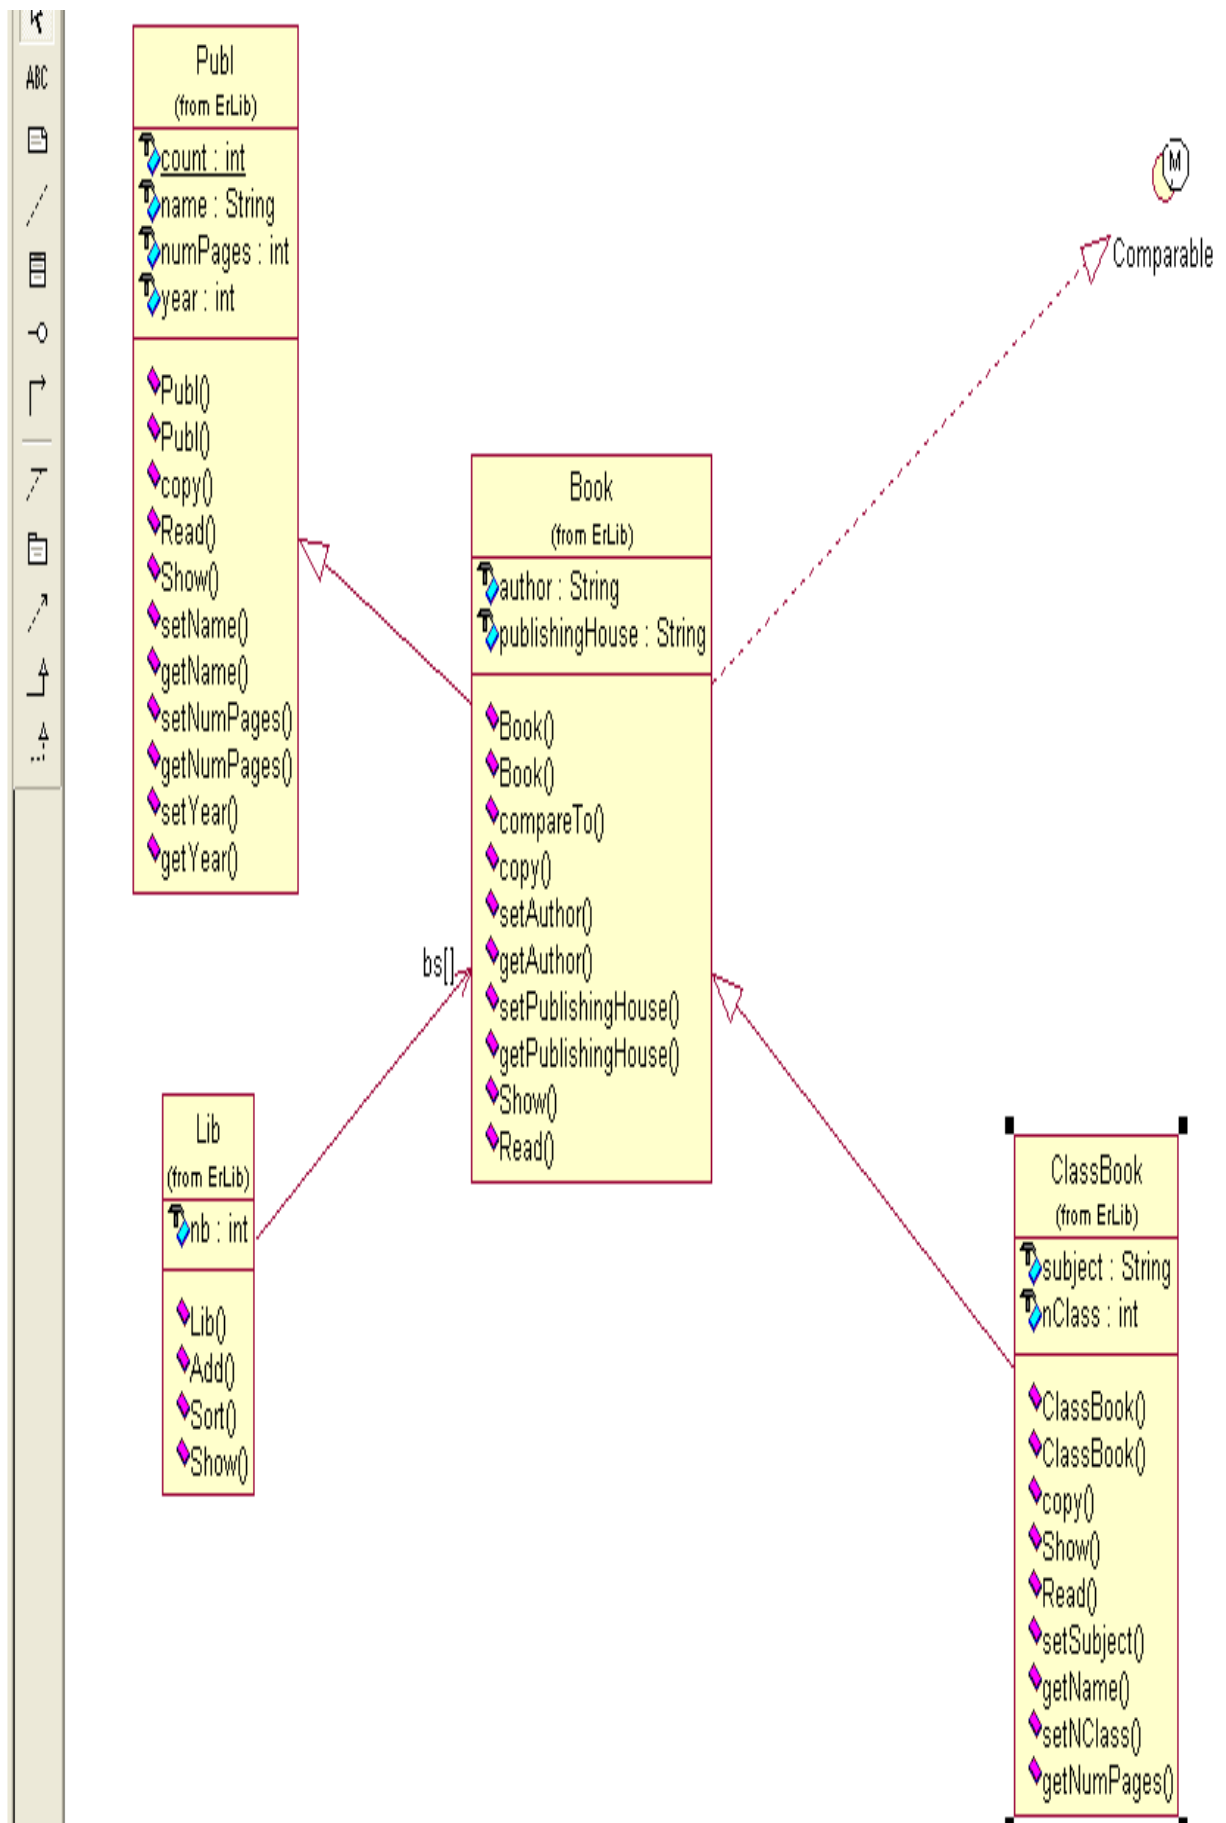 ABC
Publ
(from ErLib)
count : int
name : String
numPages : int
year : int
Publ()
Publ()
copy()
Read()
Show()
setName()
getName()
setNumPages()
getNumPages()
setYear()
getYear()
M
Comparable
Book
(from ErLib)
author : String
publishingHouse : String
Book()
Book()
compareTo()
copy()
setAuthor()
getAuthor()
setPublishingHouse()
getPublishingHouse()
Show()
Read()
bs[]
Lib
(from ErLib)
nb : int
Lib()
Add()
Sort()
Show()
ClassBook
(from ErLib)
subject : String
nClass : int
ClassBook()
ClassBook()
copy()
Show()
Read()
setSubject()
getName()
setNClass()
getNumPages()